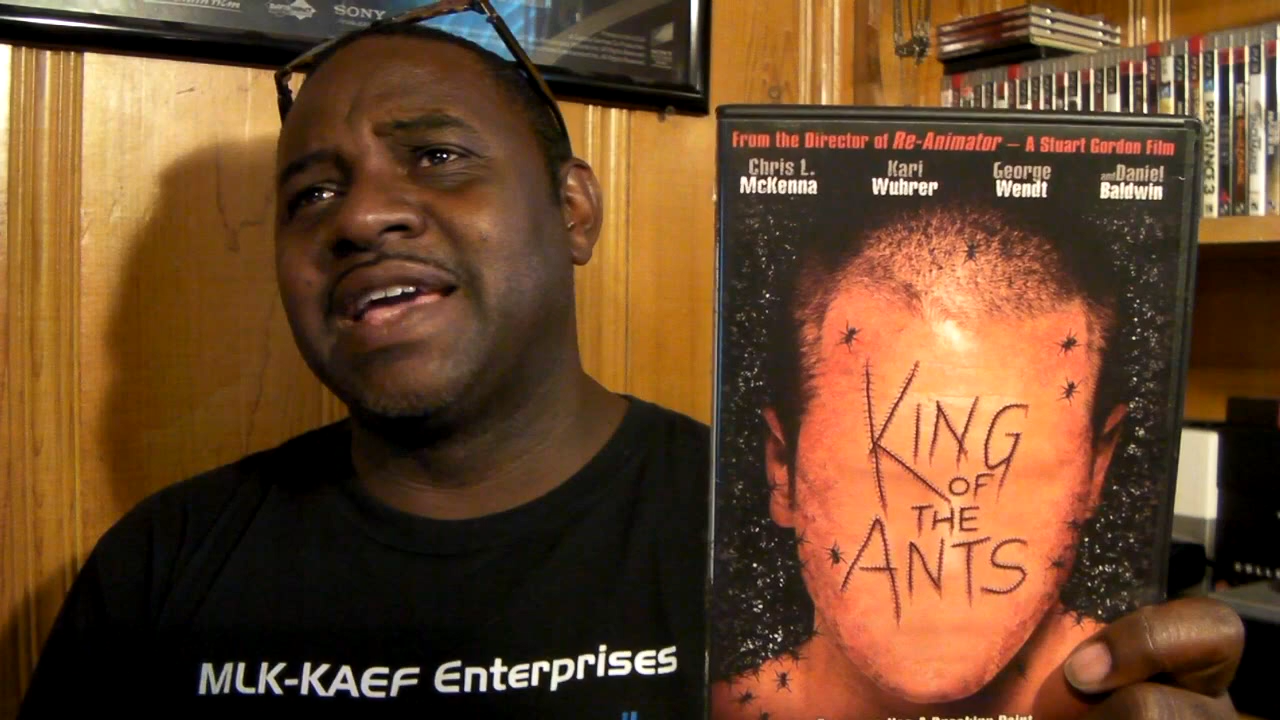 SONY
From the Director of Re-Animator — A Stuart Gordon Film
Chris L. McKenna
Kari Wuhrer
George Wendt
and Daniel Baldwin
KING
OF
THE
ANTS
RESISTANCE 3
MLK-KAEF Enterprises